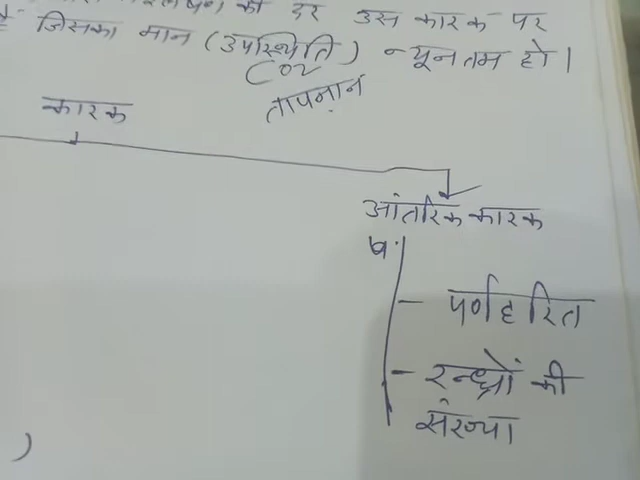 की दर उस कारक पर
है जिसका मान (उपस्थिति) न्यूनतम हो।
CO2
तापमान
कारक
आंतरिक कारक
पर्णहरित
रन्ध्रों की
संख्या